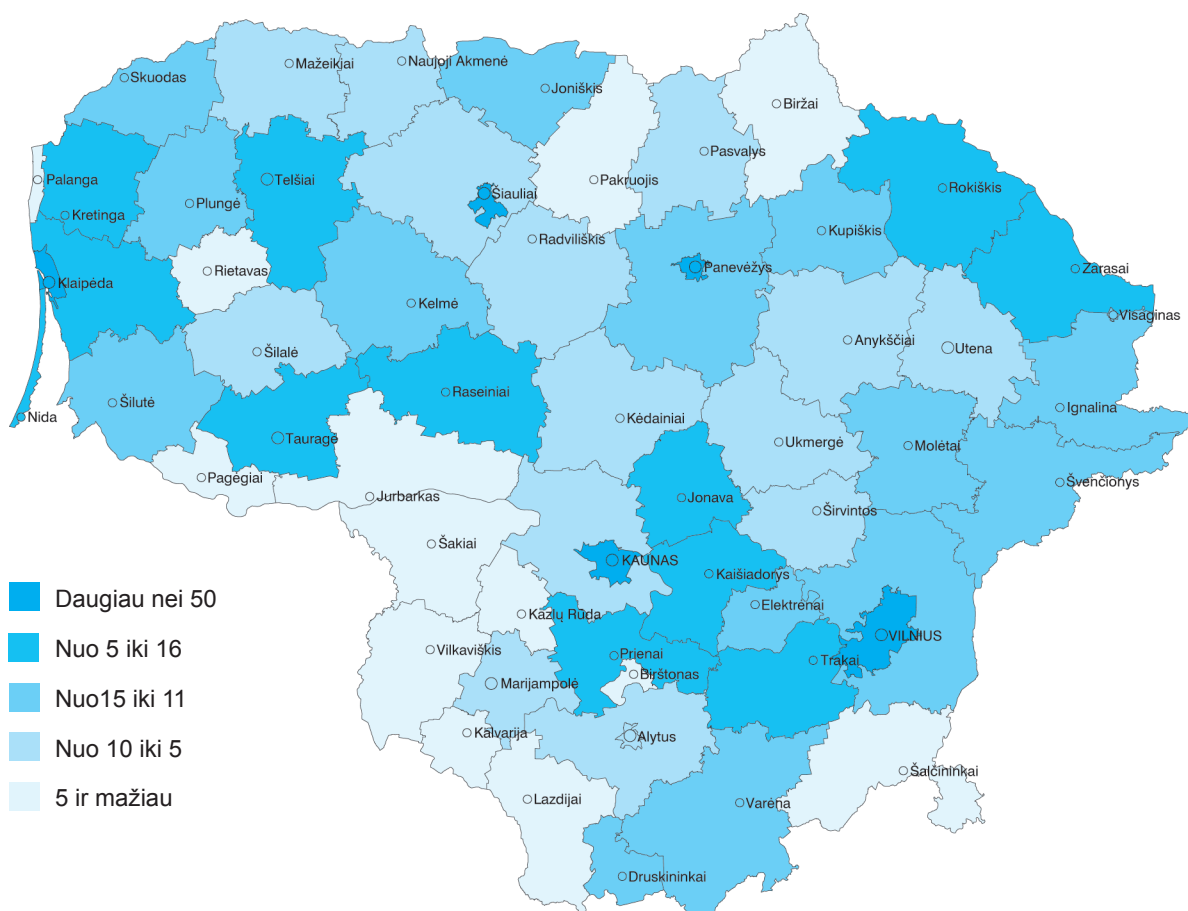 Skuodas
Mažeikjai
Naujoji Akmenė
Joniškis
Biržai
Pasvalys
Palanga
Telšiai
Šiauliai
Pakruojis
Rokiškis
Plungė
Kretinga
Radviliškis
Kupiškis
Rietavas
Panevėžys
Zarasai
Klaipėda
Kelmė
Visaginas
Šilalė
Anykščiai
Utena
Šilutė
Raseiniai
Nida
Kėdainiai
Ignalina
Tauragė
Ukmergė
Molėtai
Pagėgiai
Jurbarkas
Jonava
Švenčionys
Širvintos
Šakiai
KAUNAS
Kaišiadorys
Elektrėnai
Kazlų Rūda
VILNIUS
Vilkaviškis
Prienai
Trakai
Birštonas
Marijampolė
Kalvarija
Alytus
Šalčininkai
Lazdijai
Varėna
Druskininkai
Daugiau nei 50
Nuo 5 iki 16
Nuo15 iki 11
Nuo 10 iki 5
5 ir mažiau